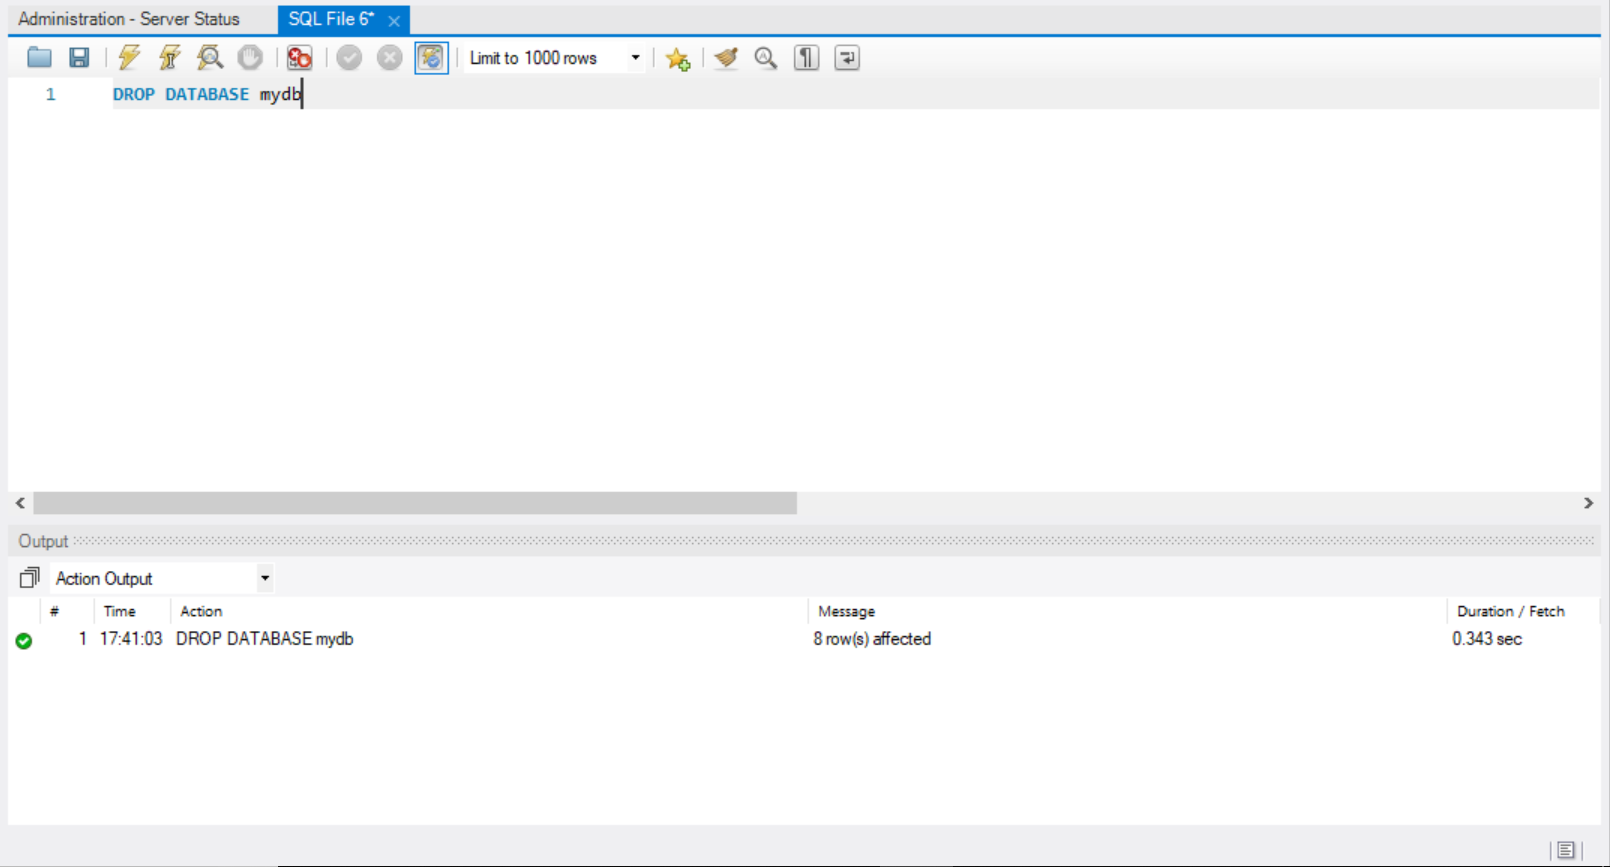 Administration - Server Status SQL File 6*
Limit to 1000 rows
1 DROP DATABASE mydb
Output
Action Output
# Time Action Message Duration / Fetch
1 17:41:03 DROP DATABASE mydb 8 row(s) affected 0.343 sec